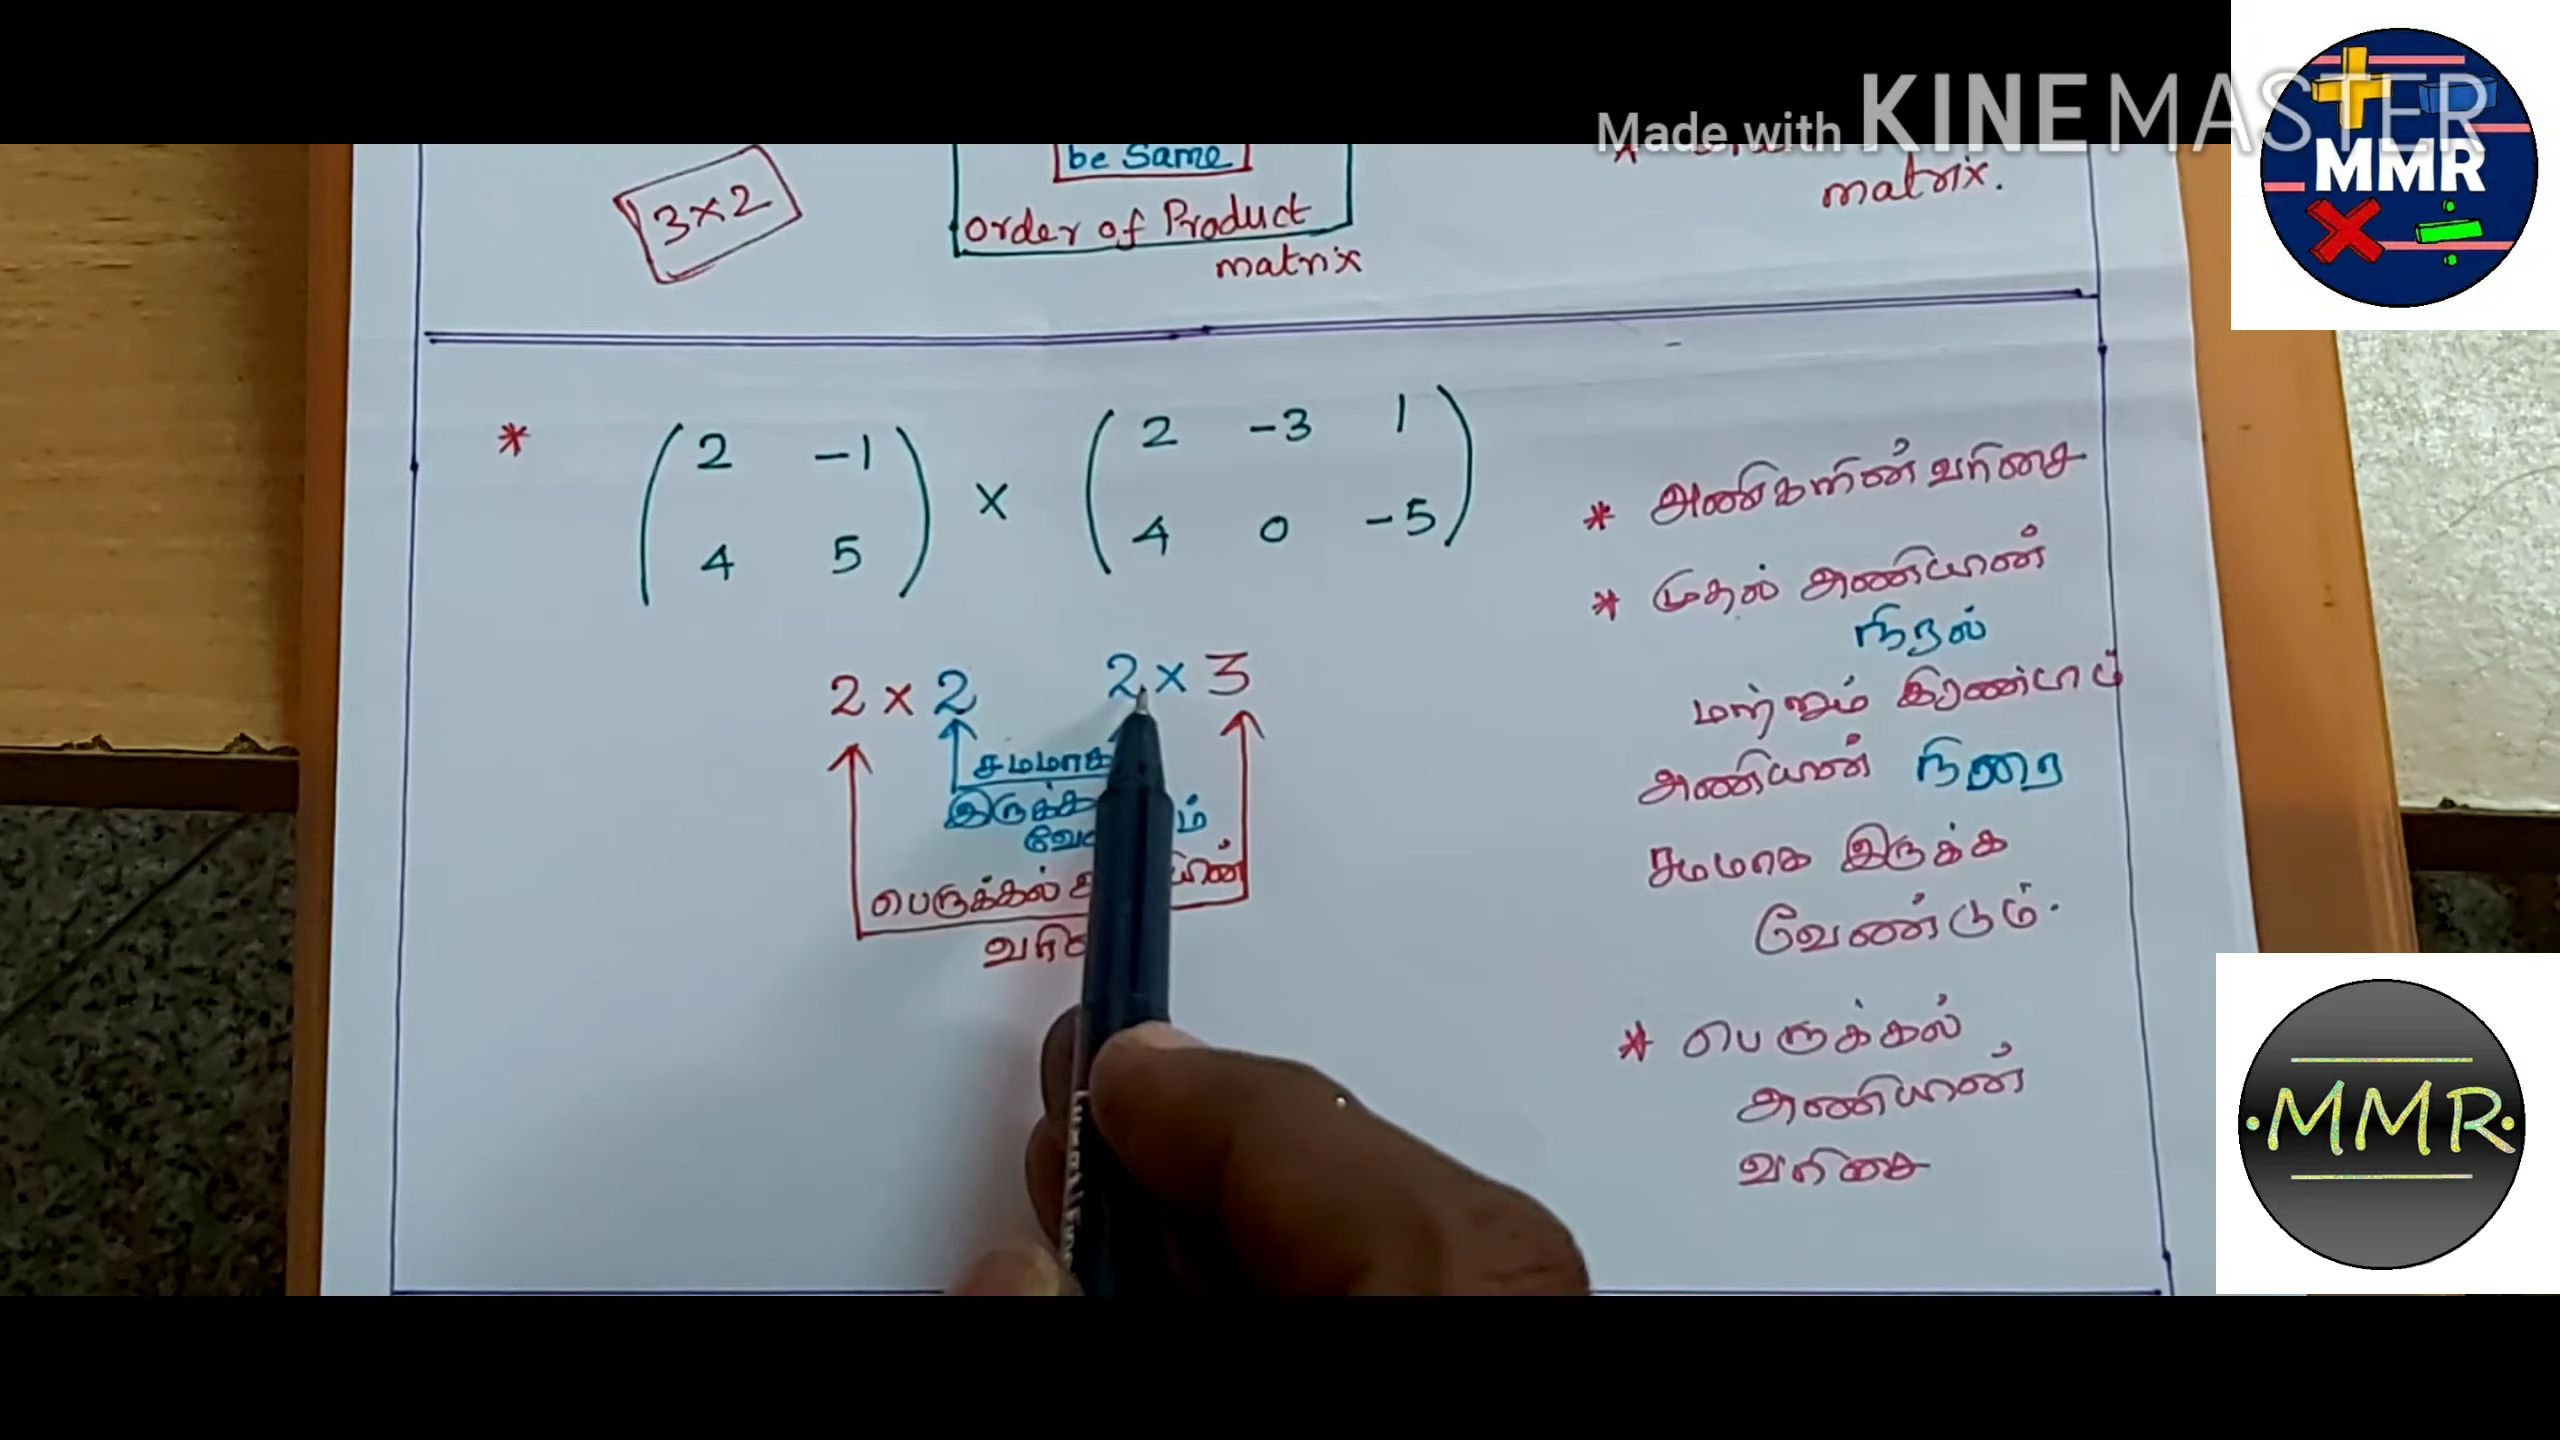 Made with KINEMASTER
MMR
be Same
3×2
order of Product
matrix
matrix.
* ( 2 -1 ) × ( 2 -3 1 )
( 4 5 ) ( 4 0 -5 )
2 × 2 2 × 3
சமமாக
இருக்க
பெருக்கல்
* அணிகளின் வரிசை
* முதல் அணியின்
நிரல்
மற்றும் இரண்டாம்
அணியின் நிரை
சமமாக இருக்க
வேண்டும்.
* பெருக்கல்
அணியின்
வரிசை
MMR